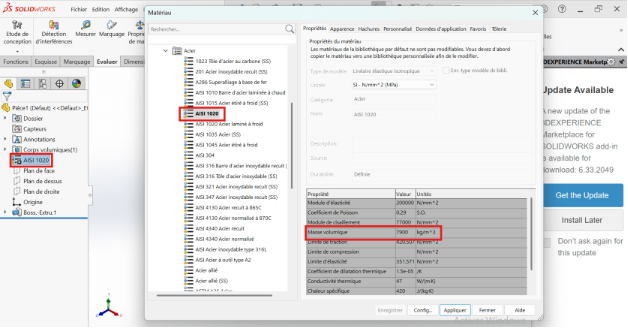 SOLIDWORKS
Fichier Edition Affichage
Etude de conception
Détection d'interférences
Mesurer
Marquage
Fonctions Esquisse Marquage Évaluer
Pièce1 (Défaut) <<Défaut>_E
Dossier
Capteurs
Annotations
Corps volumiques(1)
AISI 1020
Plan de face
Plan de dessus
Plan de droite
Origine
Boss.-Extru.1
Matériau
Rechercher...
Acier
1023 Tôle d'acier au carbone (SS)
201 Acier inoxydable recuit (SS)
A286 Superalliage à base de fer
AISI 1010 Barre d'acier laminée à chaud
AISI 1015 Acier étiré à froid (SS)
AISI 1020
AISI 1020 Acier laminé à froid
AISI 1035 Acier (SS)
AISI 1045 Acier étiré à froid
AISI 304
AISI 316 Barre d'acier inoxydable recuit (
AISI 316 Tôle d'acier inoxydable (SS)
AISI 321 Acier inoxydable recuit (SS)
AISI 347 Acier inoxydable recuit (SS)
AISI 4130 Acier recuit à 865C
AISI 4130 Acier normalisé à 870C
AISI 4340 Acier recuit
AISI 4340 Acier normalisé
AISI Acier inoxydable type 316L
AISI Acier à outil type A2
Acier allié
Acier allié (SS)
Propriétés Apparence Hachures Personnalisé Données d'application Favoris Tôlerie
Propriétés du matériau
Les matériaux de la bibliothèque par défaut ne sont pas modifiables. Vous devez d'abord
copier le matériau vers une bibliothèque personnalisée afin de le modifier.
Type de modèle: Linéaire élastique isotropique
Unités: SI - N/mm^2 (MPa)
Catégorie: Acier
Nom: AISI 1020
Description:
Source:
Durabilité: Définie
Propriété Valeur Unités
Module d'élasticité 200000 N/mm^2
Coefficient de Poisson 0.29 S.O.
Module de cisaillement 77000 N/mm^2
Masse volumique 7900 kg/m^3
Limite de traction 420.507 N/mm^2
Limite de compression N/mm^2
Limite d'élasticité 351.571 N/mm^2
Coefficient de dilatation thermique 1.5e-05 /K
Conductivité thermique 47 W/(m·K)
Chaleur spécifique 420 J/(kg·K)
Enregistrer Config... Appliquer Fermer Aide
DEXPERIENCE Marketp
Update Available
A new update of the
DEXPERIENCE
Marketplace for
SOLIDWORKS add-in
is available for
download: 6.33.2049
Get the Update
Install Later
Don't ask again for
this update